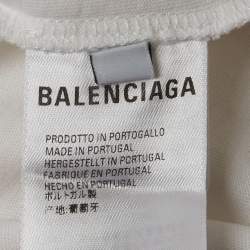 BALENCIAGA
PRODOTTO IN PORTOGALLO
MADE IN PORTUGAL
HERGESTELLT IN PORTUGAL
FABRIQUÉ EN PORTUGAL
HECHO EN PORTUGAL
ポルトガル製
产地:葡萄牙